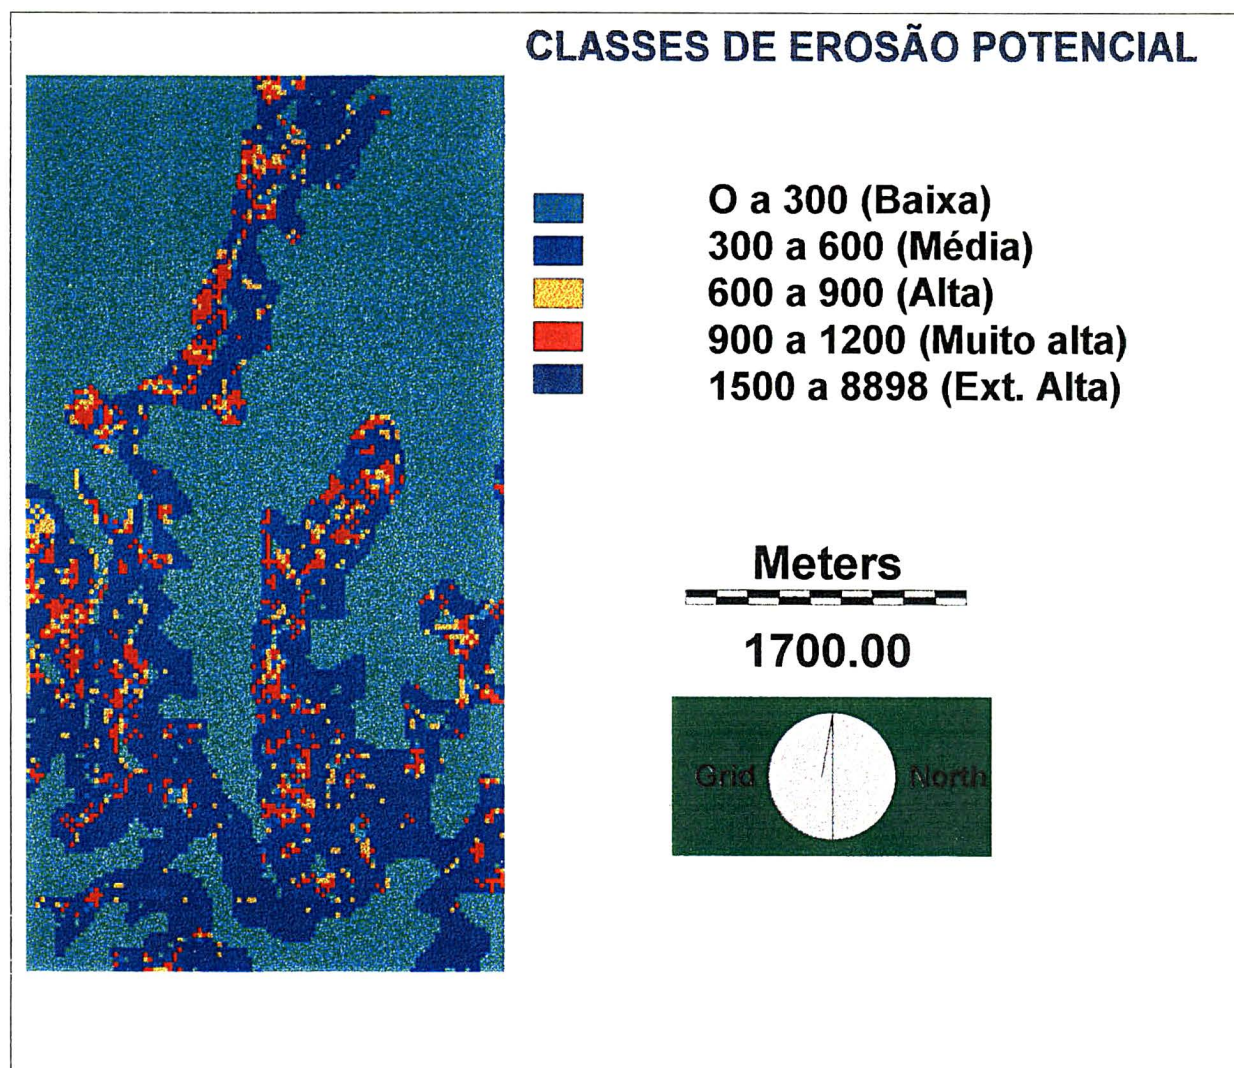 CLASSES DE EROSÃO POTENCIAL
O a 300 (Baixa)
300 a 600 (Média)
600 a 900 (Alta)
900 a 1200 (Muito alta)
1500 a 8898 (Ext. Alta)
Meters
1700.00
Grid North